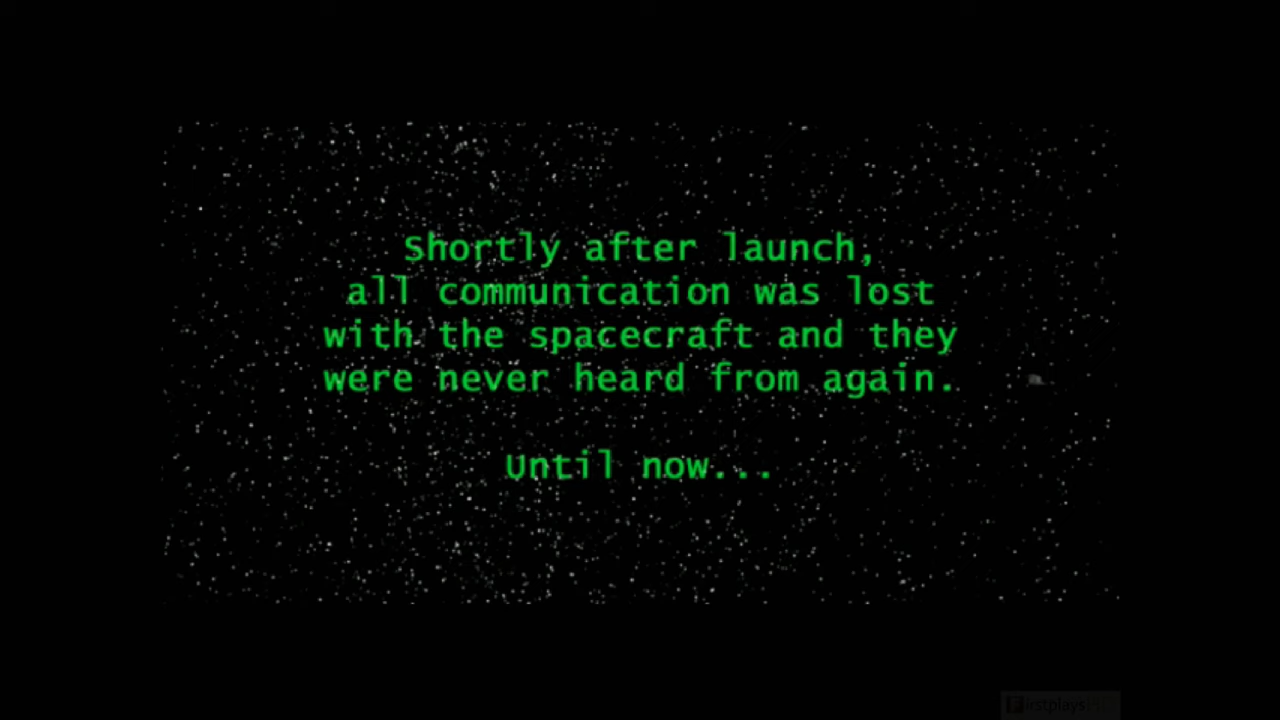 Shortly after launch,
all communication was lost
with the spacecraft and they
were never heard from again.
Until now...